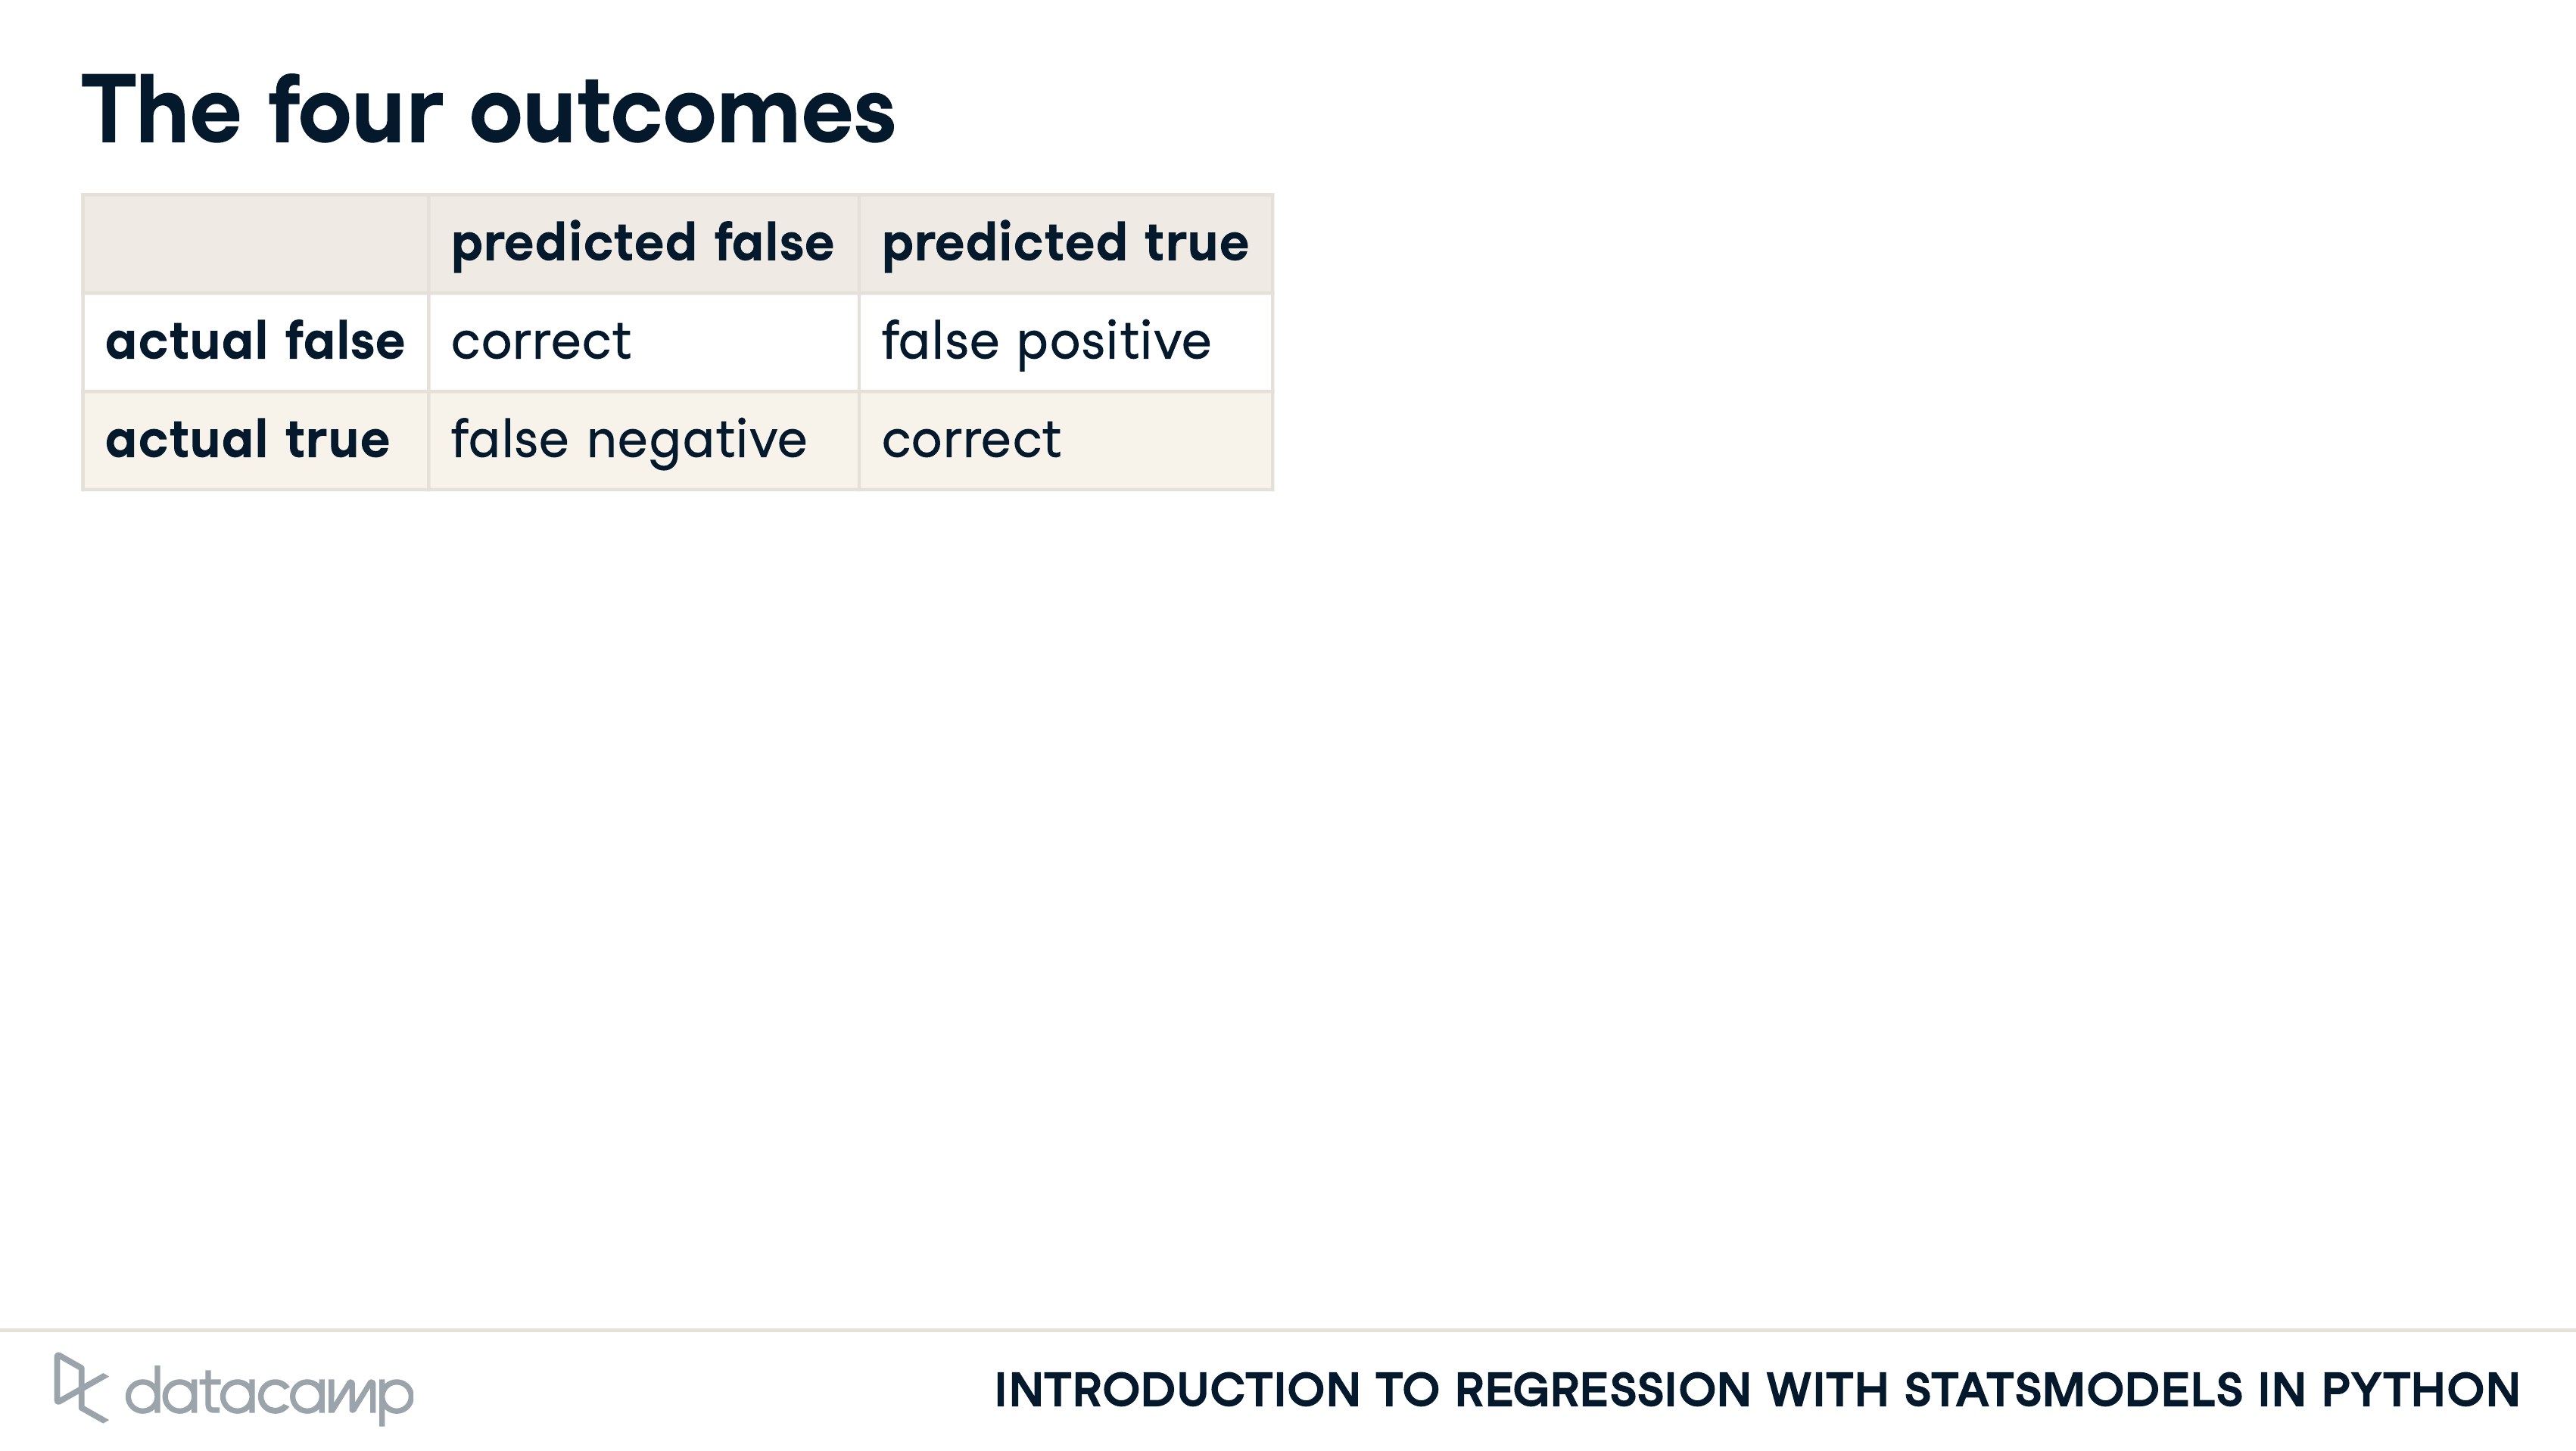 The four outcomes
predicted false predicted true
actual false correct false positive
actual true false negative correct
datacamp
INTRODUCTION TO REGRESSION WITH STATSMODELS IN PYTHON